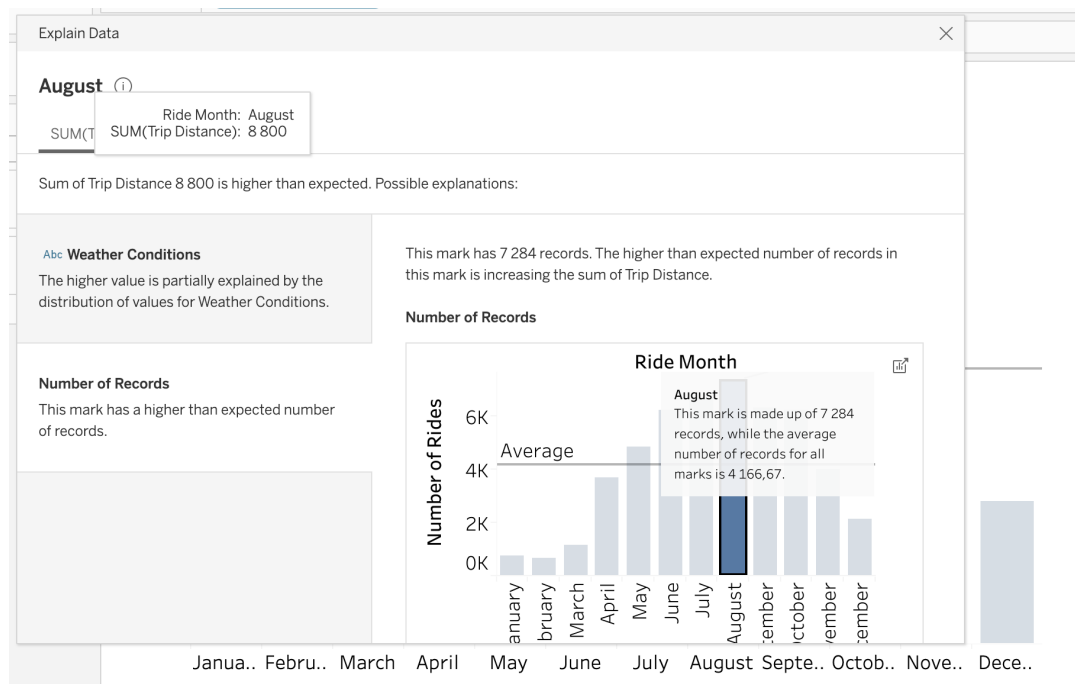 Explain Data
August
Ride Month: August
SUM(Trip Distance): 8 800
SUM(T
Sum of Trip Distance 8 800 is higher than expected. Possible explanations:
Abc Weather Conditions
The higher value is partially explained by the
distribution of values for Weather Conditions.
Number of Records
This mark has a higher than expected number
of records.
This mark has 7 284 records. The higher than expected number of records in
this mark is increasing the sum of Trip Distance.
Number of Records
Ride Month
Number of Rides
6K
4K
2K
0K
Average
August
This mark is made up of 7 284
records, while the average
number of records for all
marks is 4 166,67.
anuary
bruary
March
April
May
June
July
August
tember
ctober
vember
cember
Janua.. Febru.. March April May June July August Septe.. Octob.. Nove.. Dece..